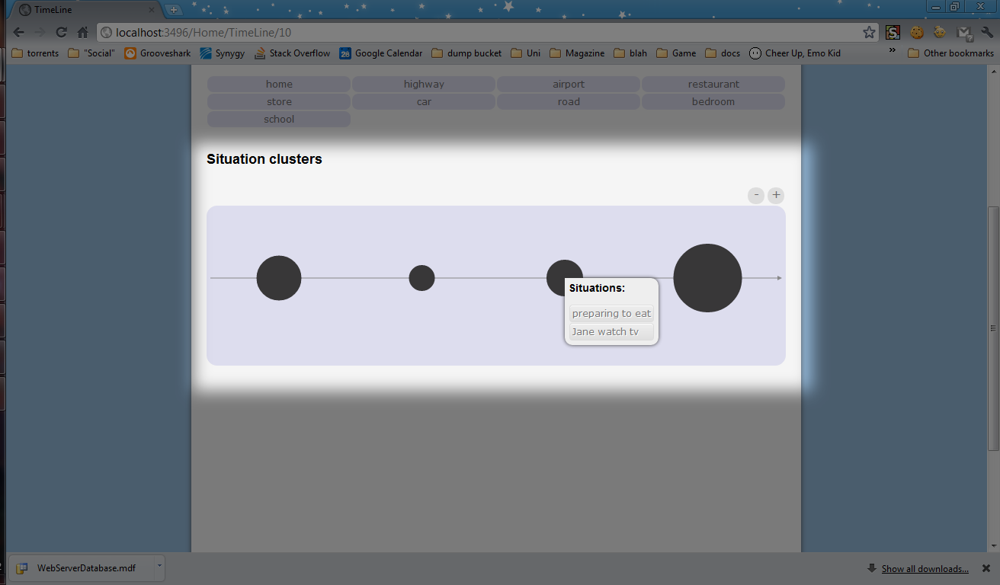 TimeLine
localhost:3496/Home/TimeLine/10
torrents "Social" Grooveshark Synygy Stack Overflow 28 Google Calendar dump bucket Uni Magazine blah Game docs Cheer Up, Emo Kid » Other bookmarks
home highway airport restaurant
store car road bedroom
school
Situation clusters
- +
Situations:
preparing to eat
Jane watch tv
WebServerDatabase.mdf Show all downloads...